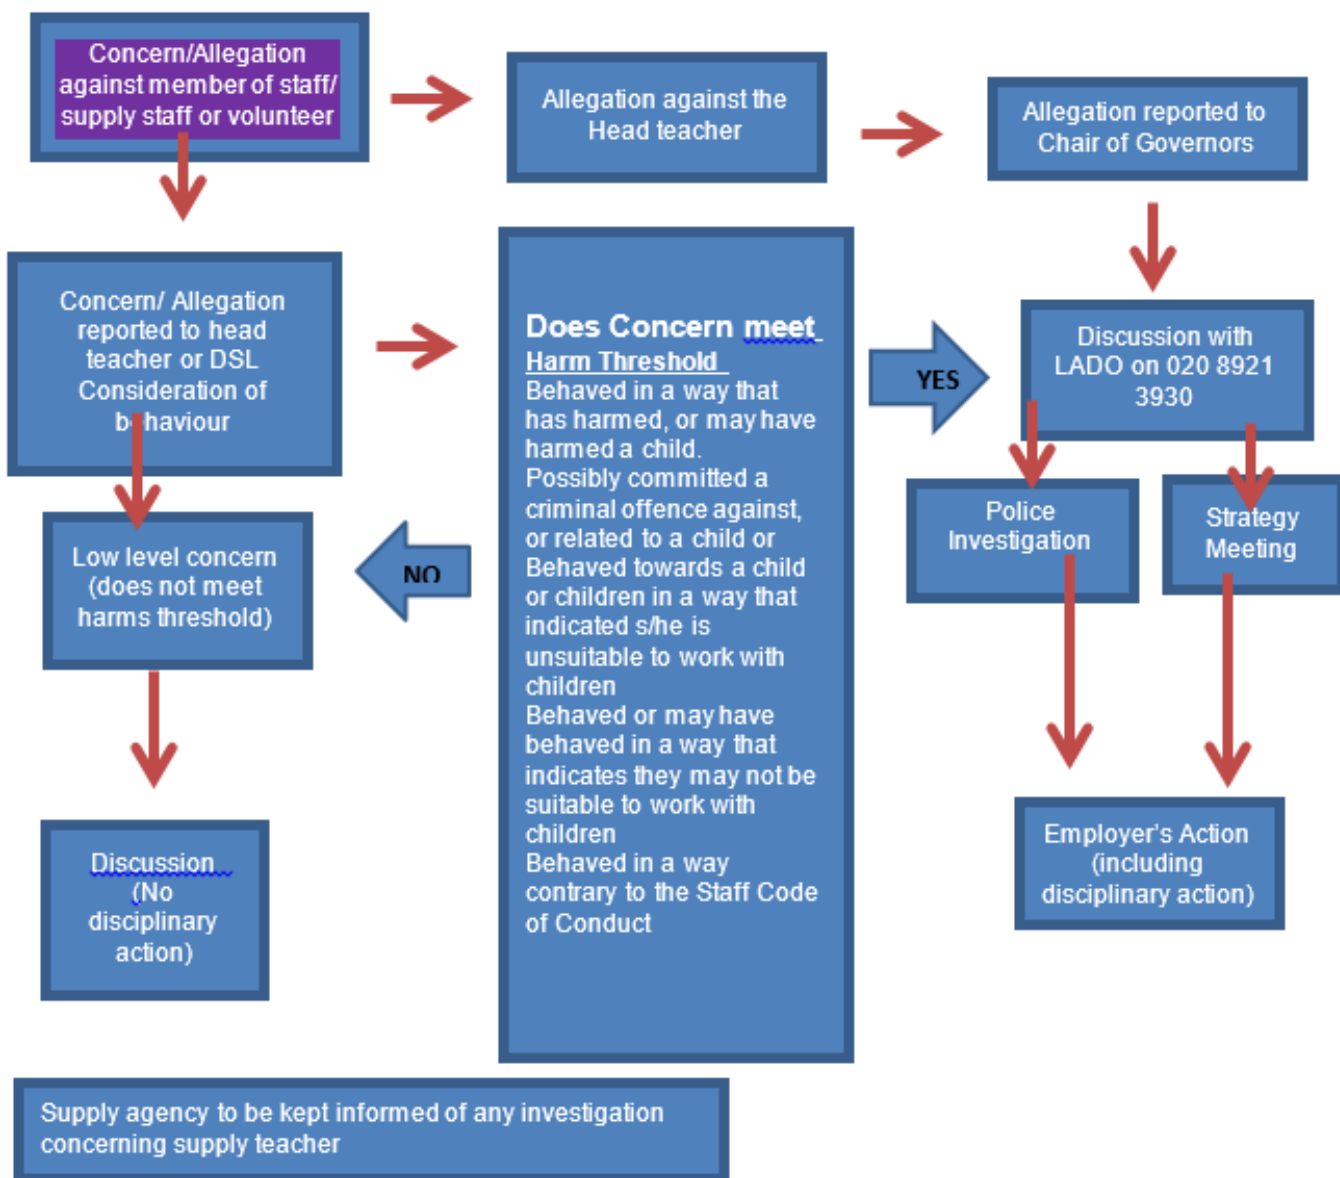 Concern/Allegation
against member of staff/
supply staff or volunteer
Allegation against the
Head teacher
Allegation reported to
Chair of Governors
Concern/ Allegation
reported to head
teacher or DSL
Consideration of
behaviour
Does Concern meet
Harm Threshold
Behaved in a way that
has harmed, or may have
harmed a child.
Possibly committed a
criminal offence against,
or related to a child or
Behaved towards a child
or children in a way that
indicated s/he is
unsuitable to work with
children
Behaved or may have
behaved in a way that
indicates they may not be
suitable to work with
children
Behaved in a way
contrary to the Staff Code
of Conduct
YES
Discussion with
LADO on 020 8921
3930
Police
Investigation
Strategy
Meeting
NO
Low level concern
(does not meet
harms threshold)
Discussion
(No
disciplinary
action)
Employer's Action
(including
disciplinary action)
Supply agency to be kept informed of any investigation
concerning supply teacher